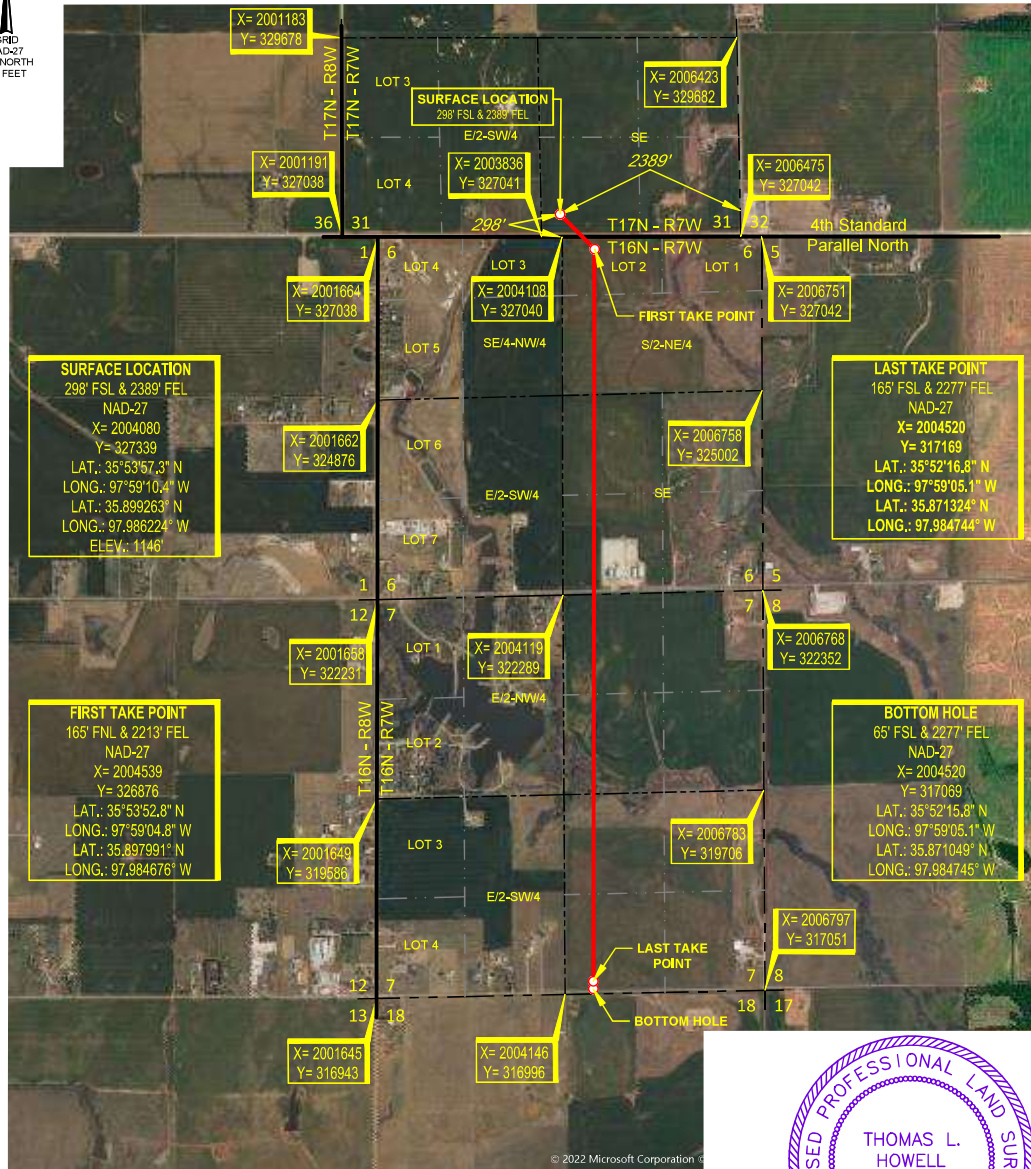 GRID
NAD-27
NORTH
FEET
X= 2001183
Y= 329678
T17N - R8W
T17N - R7W
LOT 3
SURFACE LOCATION
298' FSL & 2389' FEL
E/2-SW/4
X= 2006423
Y= 329682
SE
2389'
X= 2001191
Y= 327038
LOT 4
X= 2003836
Y= 327041
X= 2006475
Y= 327042
298'
36 31
T17N - R7W
31 32
4th Standard
Parallel North
T16N - R7W
1 6
LOT 4
LOT 3
LOT 2
LOT 1
6 5
X= 2001664
Y= 327038
X= 2004108
Y= 327040
X= 2006751
Y= 327042
FIRST TAKE POINT
LOT 5
SE/4-NW/4
S/2-NE/4
SURFACE LOCATION
298' FSL & 2389' FEL
NAD-27
X= 2004080
Y= 327339
LAT.: 35°53'57.3" N
LONG.: 97°59'10.4" W
LAT.: 35.899263° N
LONG.: 97.986224° W
ELEV.: 1146'
LAST TAKE POINT
165' FSL & 2277' FEL
NAD-27
X= 2004520
Y= 317169
LAT.: 35°52'16.8" N
LONG.: 97°59'05.1" W
LAT.: 35.871324° N
LONG.: 97.984744° W
X= 2001662
Y= 324876
LOT 6
X= 2006758
Y= 325002
E/2-SW/4
SE
LOT 7
1 6
6 5
12 7
7 8
X= 2001658
Y= 322231
LOT 1
X= 2004119
Y= 322289
X= 2006768
Y= 322352
E/2-NW/4
FIRST TAKE POINT
165' FNL & 2213' FEL
NAD-27
X= 2004539
Y= 326876
LAT.: 35°53'52.8" N
LONG.: 97°59'04.8" W
LAT.: 35.897991° N
LONG.: 97.984676° W
T16N - R8W
T16N - R7W
LOT 2
BOTTOM HOLE
65' FSL & 2277' FEL
NAD-27
X= 2004520
Y= 317069
LAT.: 35°52'15.8" N
LONG.: 97°59'05.1" W
LAT.: 35.871049° N
LONG.: 97.984745° W
X= 2001649
Y= 319586
LOT 3
X= 2006783
Y= 319706
E/2-SW/4
LOT 4
X= 2006797
Y= 317051
LAST TAKE
POINT
12 7
7 8
13 18
18 17
BOTTOM HOLE
X= 2001645
Y= 316943
X= 2004146
Y= 316996
PROFESSIONAL LAND
THOMAS L.
HOWELL
© 2022 Microsoft Corporation ©